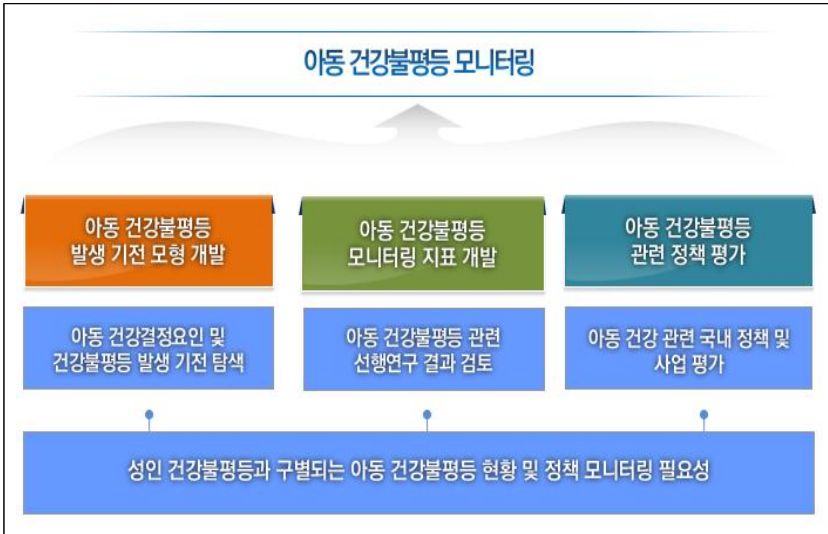 아동 건강불평등 모니터링
아동 건강불평등
발생 기전 모형 개발
아동 건강불평등
모니터링 지표 개발
아동 건강불평등
관련 정책 평가
아동 건강결정요인 및
건강불평등 발생 기전 탐색
아동 건강불평등 관련
선행연구 결과 검토
아동 건강 관련 국내 정책 및
사업 평가
성인 건강불평등과 구별되는 아동 건강불평등 현황 및 정책 모니터링 필요성